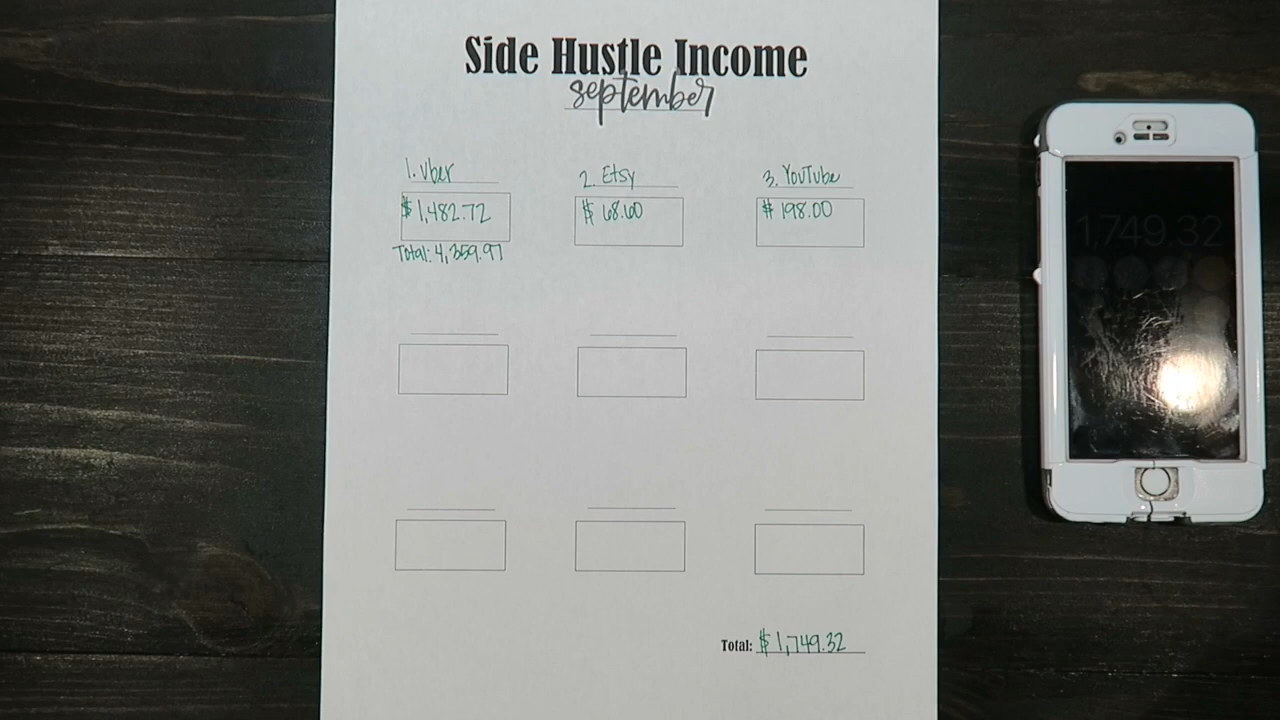 Side Hustle Income
september
1. Uber
2. Etsy
3. YouTube
$ 1,482.72
$ 68.60
$ 198.00
Total: 4,359.97
1,749.32
Total: $ 1,749.32